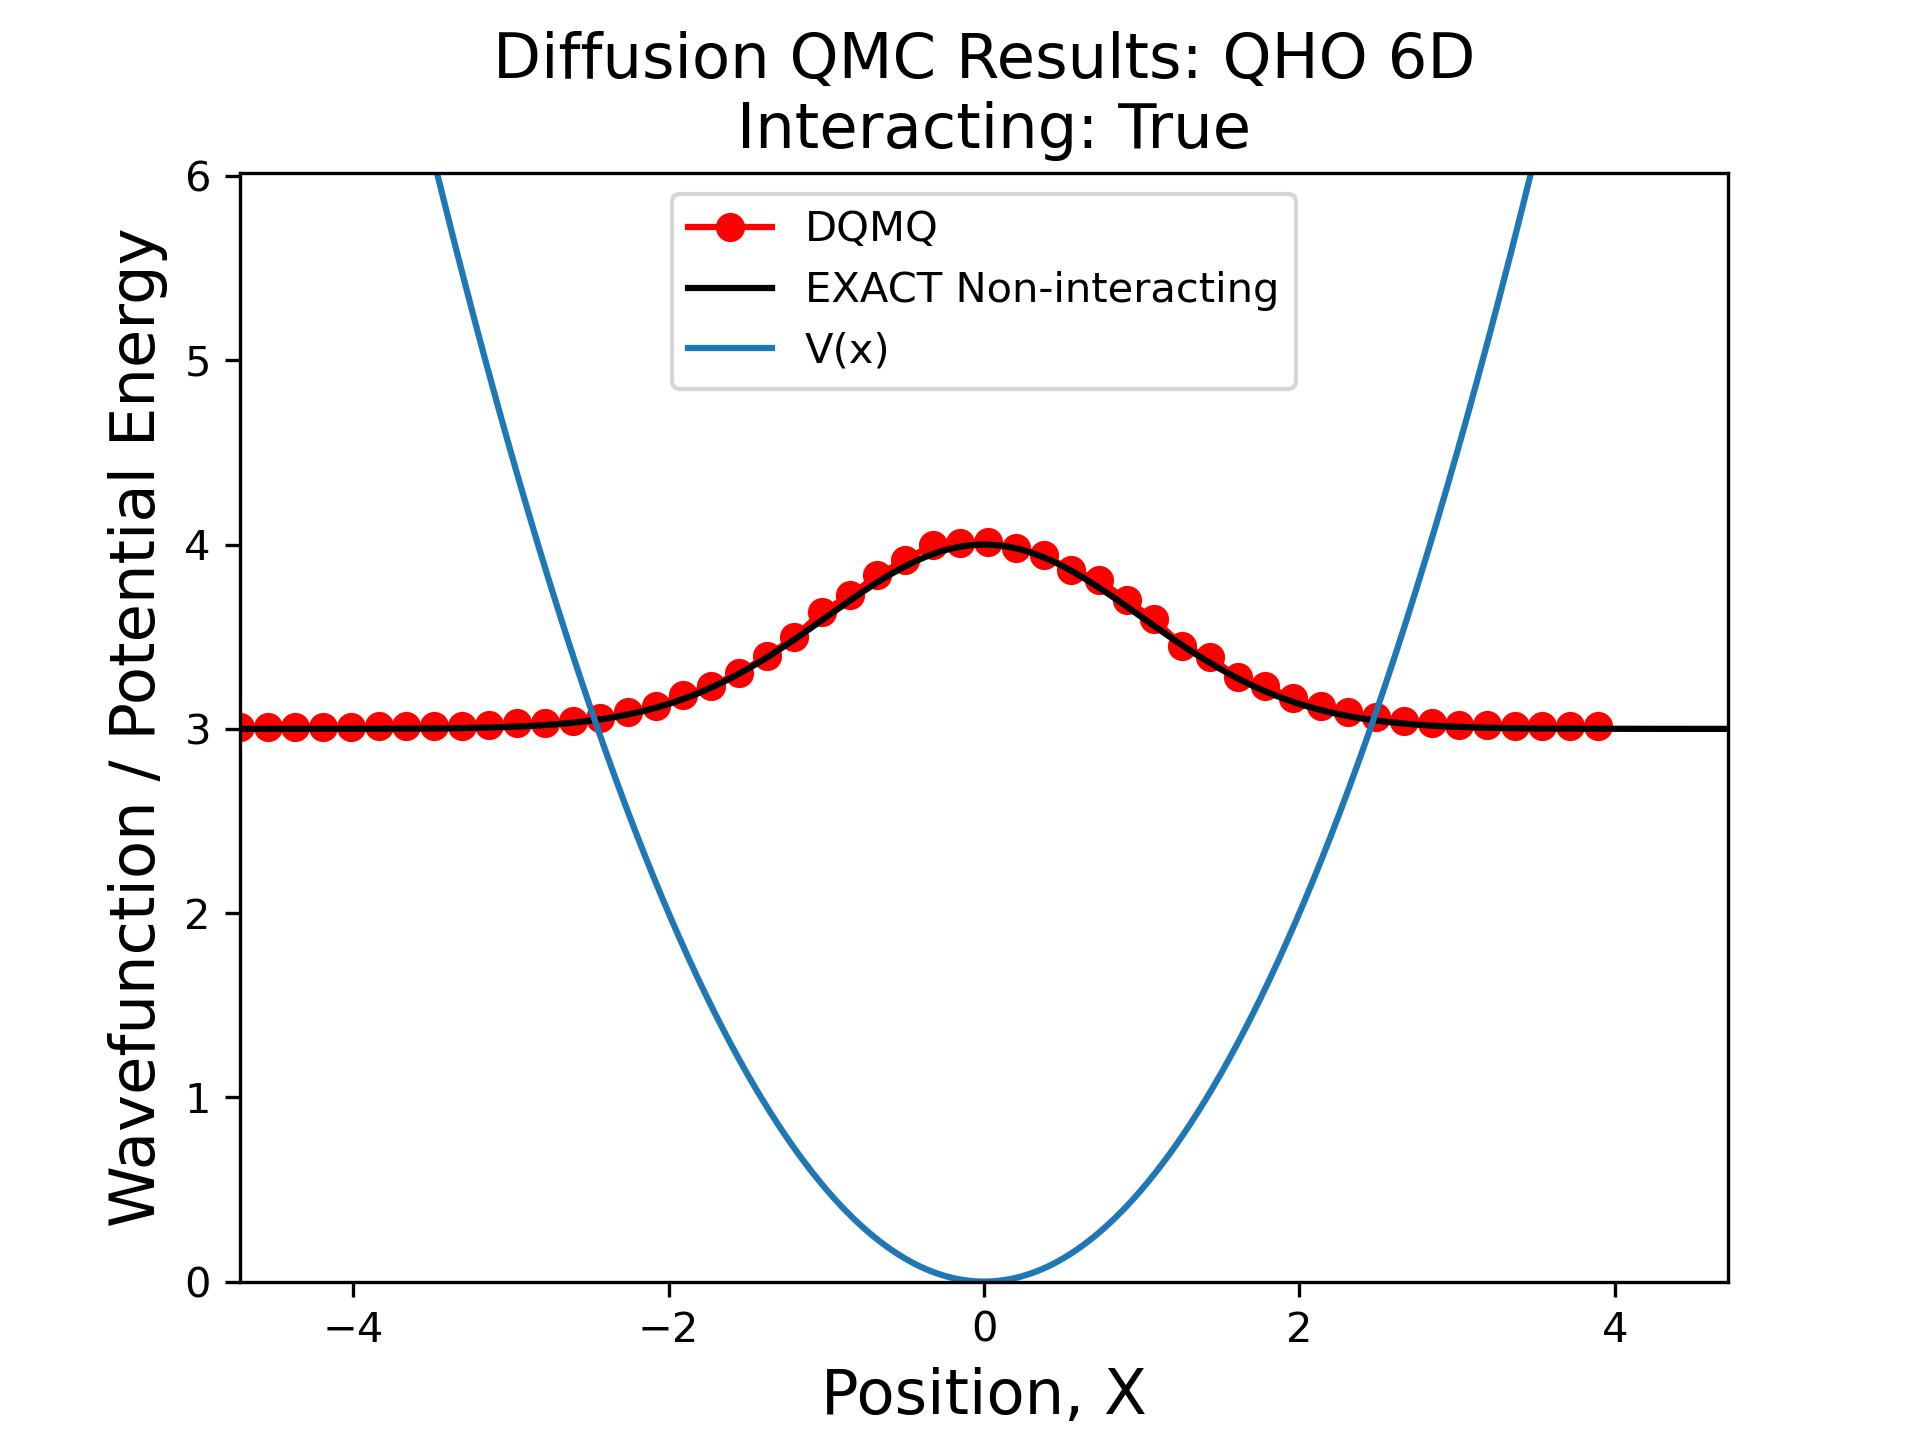 Diffusion QMC Results: QHO 6D
Interacting: True
DQMQ
EXACT Non-interacting
V(x)
Wavefunction / Potential Energy
6
5
4
3
2
1
0
−4
−2
0
2
4
Position, X